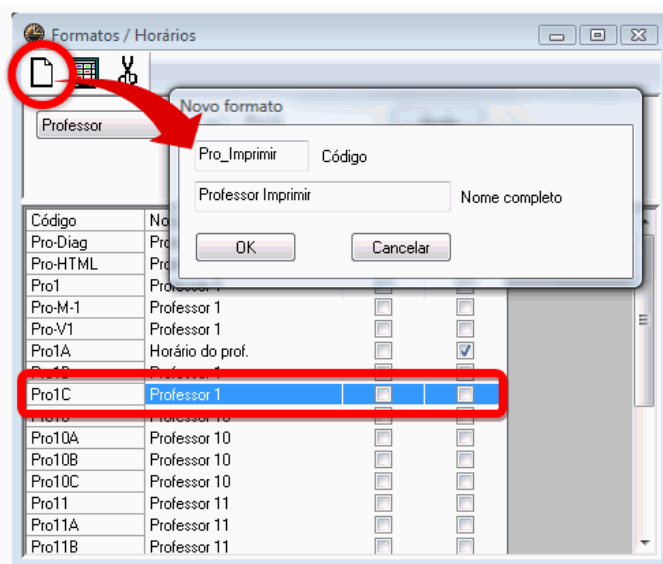 Formatos / Horários
Novo formato
Professor
Pro_Imprimir Código
Professor Imprimir Nome completo
OK Cancelar
Código
Pro-Diag
Pro-HTML
Pro1
Pro-M-1 Professor 1
Pro-V1 Professor 1
Pro1A Horário do prof.
Pro1C Professor 1
Pro10A Professor 10
Pro10B Professor 10
Pro10C Professor 10
Pro11 Professor 11
Pro11A Professor 11
Pro11B Professor 11